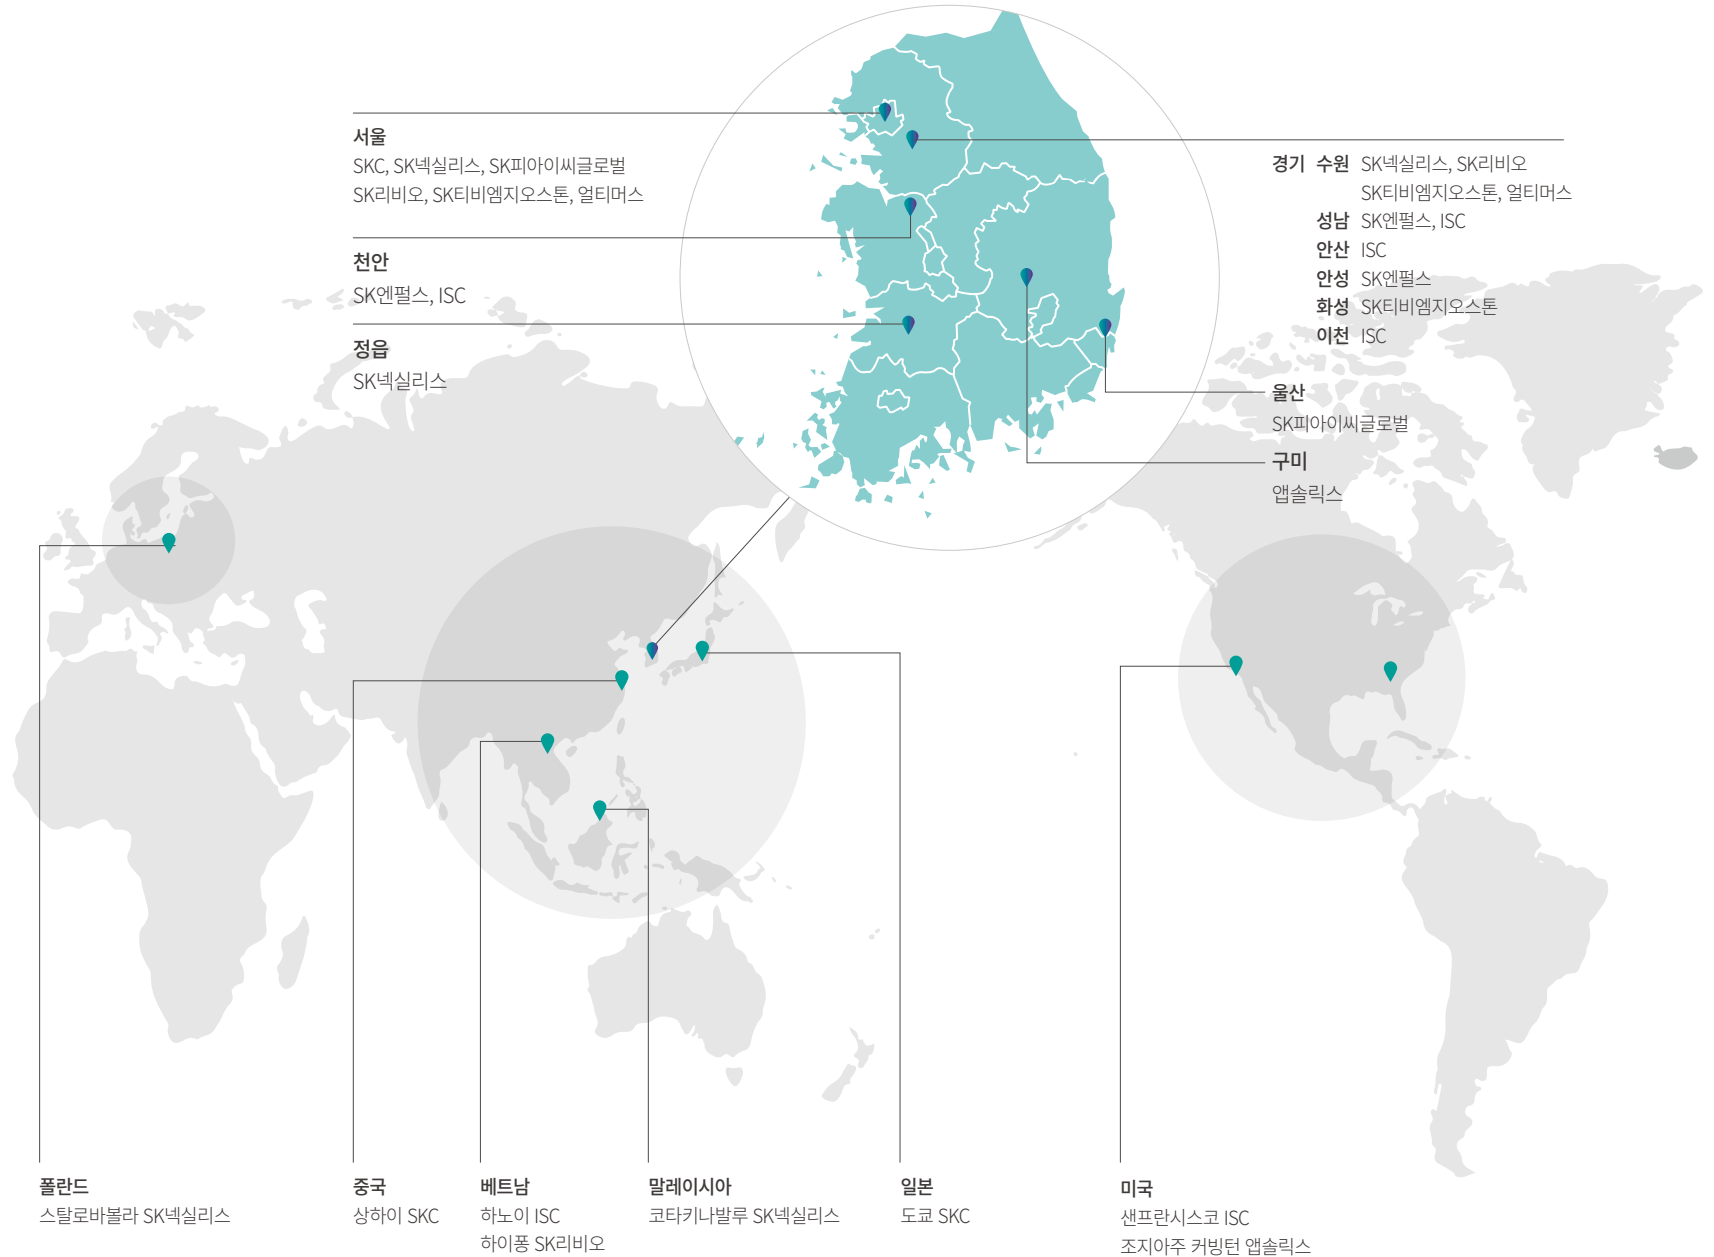 서울
SKC, SK넥실리스, SK피아이씨글로벌
SK리비오, SK티비엠지오스톤, 얼티머스
천안
SK엔펄스, ISC
정읍
SK넥실리스
경기 수원 SK넥실리스, SK리비오
SK티비엠지오스톤, 얼티머스
성남 SK엔펄스, ISC
안산 ISC
안성 SK엔펄스
화성 SK티비엠지오스톤
이천 ISC
울산
SK피아이씨글로벌
구미
앱솔릭스
폴란드
스탈로바볼라 SK넥실리스
중국
상하이 SKC
베트남
하노이 ISC
하이퐁 SK리비오
말레이시아
코타키나발루 SK넥실리스
일본
도쿄 SKC
미국
샌프란시스코 ISC
조지아주 커빙턴 앱솔릭스